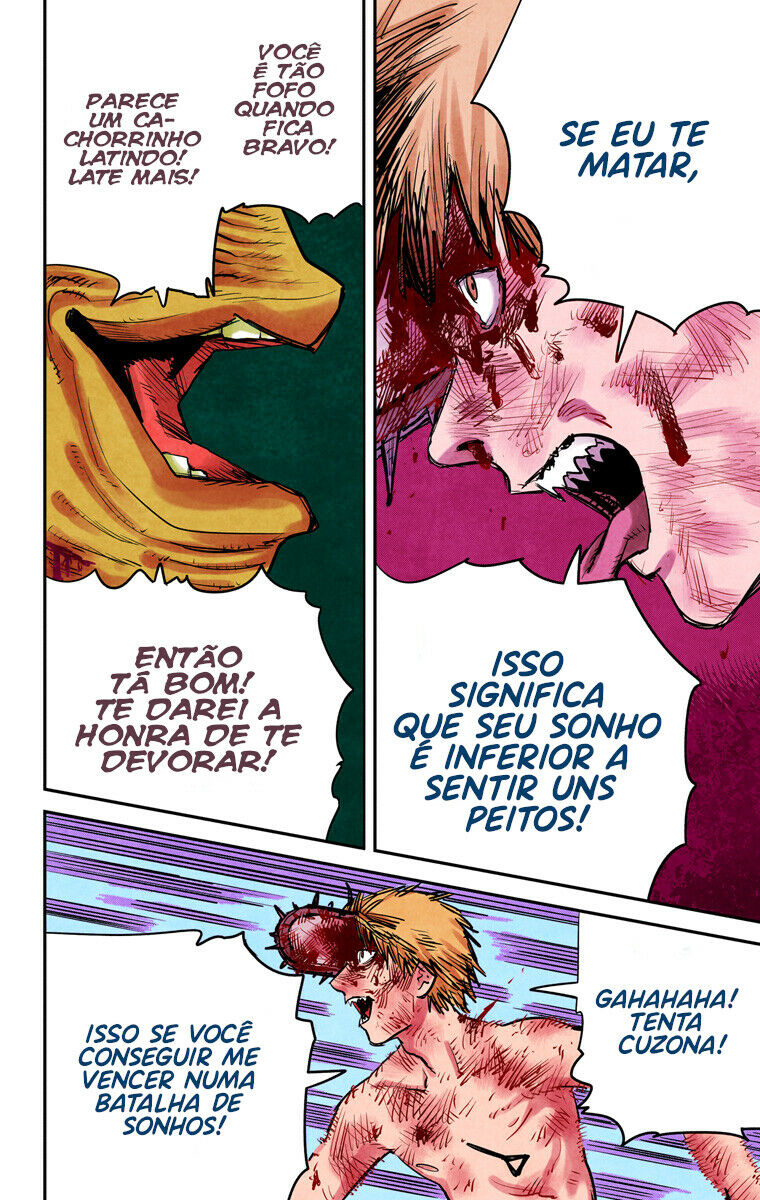 SE EU TE
MATAR,
ISSO
SIGNIFICA
QUE SEU SONHO
É INFERIOR A
SENTIR UNS
PEITOS!
VOCÊ
É TÃO
FOFO
QUANDO
FICA
BRAVO!
PARECE
UM CA-
CHORRINHO
LATINDO!
LATE MAIS!
ENTÃO
TÁ BOM!
TE DAREI A
HONRA DE TE
DEVORAR!
GAHAHAHA!
TENTA
CUZONA!
ISSO SE VOCÊ
CONSEGUIR ME
VENCER NUMA
BATALHA DE
SONHOS!